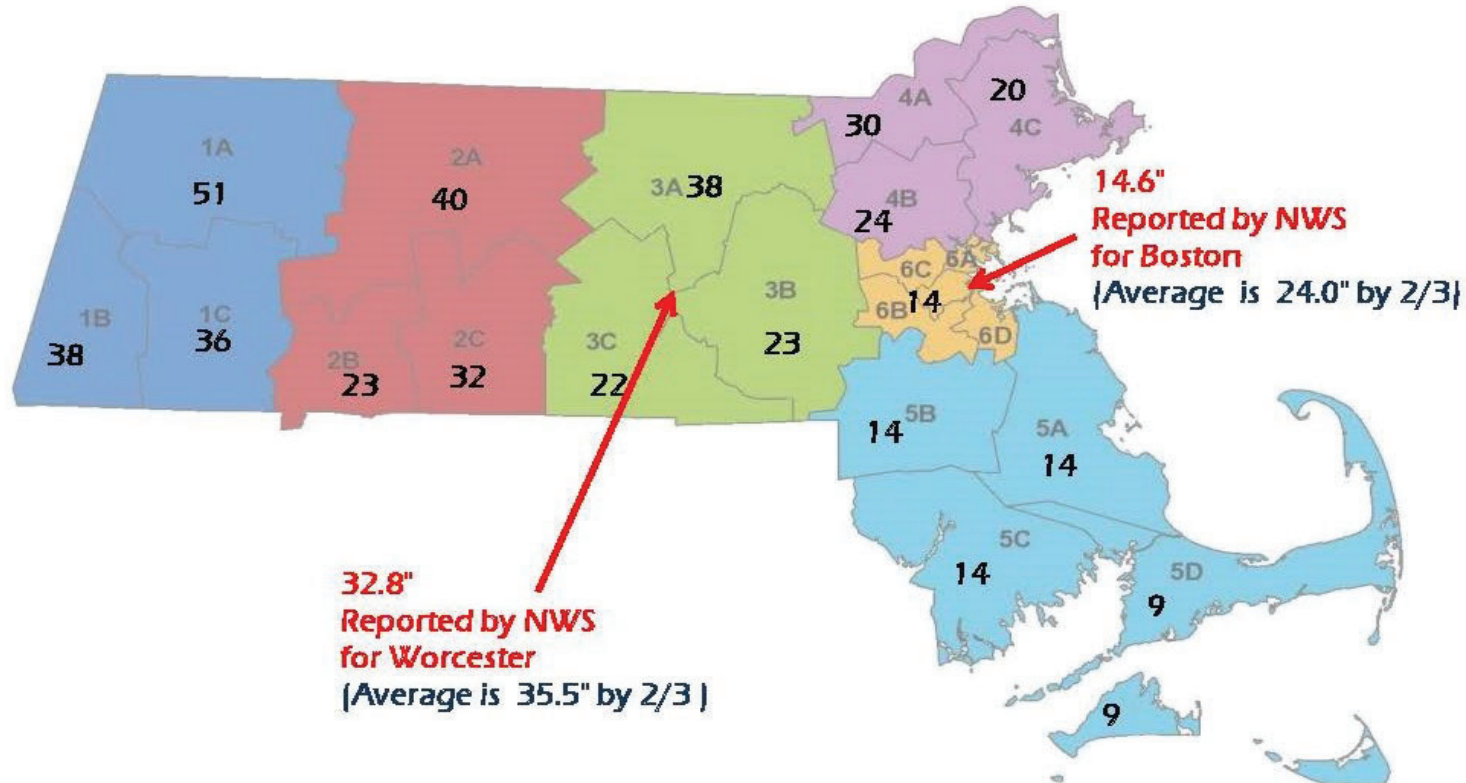 4A
20
30
4C
1A
2A
51
40
3A 38
4B
24
14.6"
Reported by NWS
for Boston
(Average is 24.0" by 2/3)
6C
6A
14
6B
6D
1B
38
1C
36
2B
23
2C
32
3C
22
3B
23
5B
14
5A
14
5C
14
5D
9
9
32.8"
Reported by NWS
for Worcester
(Average is 35.5" by 2/3 )